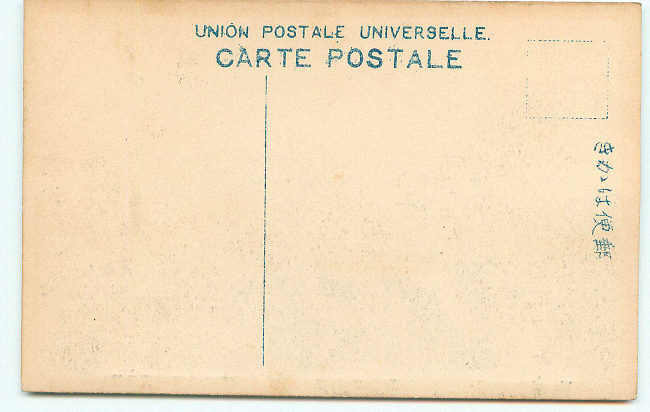 UNION POSTALE UNIVERSELLE.
CARTE POSTALE
きかは便郵